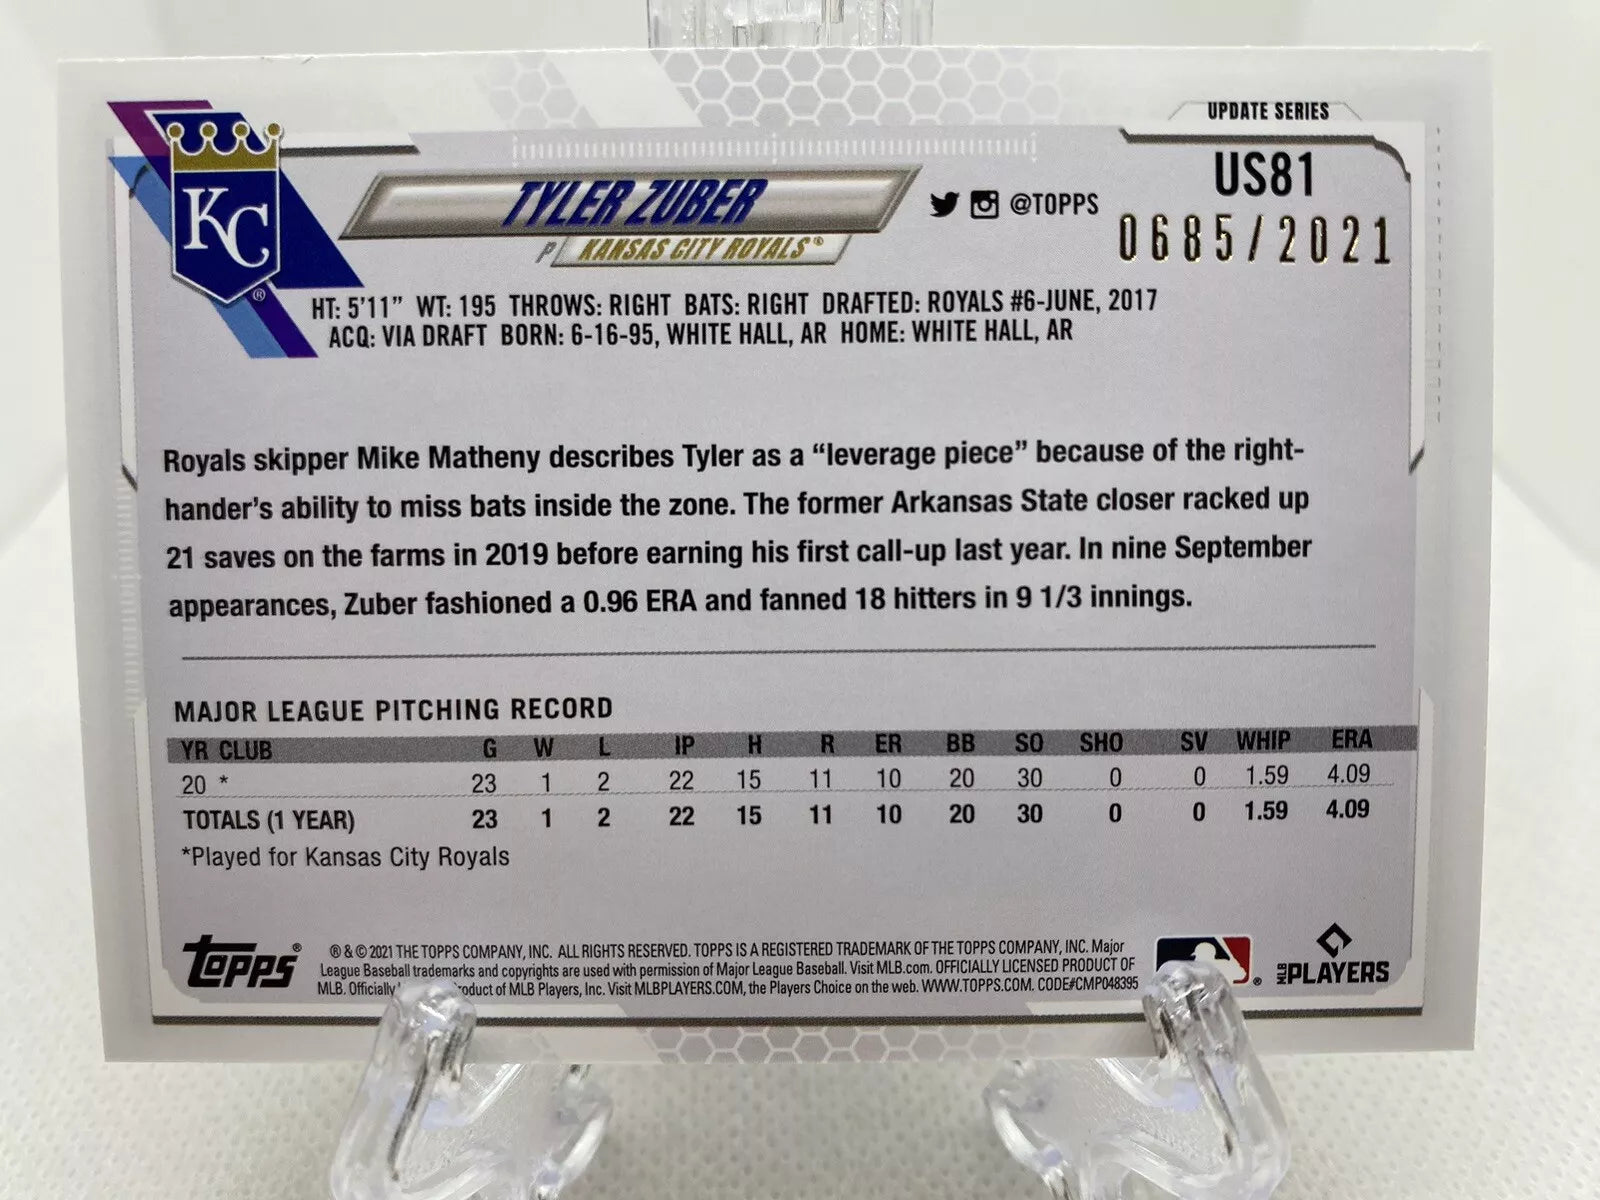 UPDATE SERIES
US81
0685/2021
KC
®
TYLER ZUBER
P KANSAS CITY ROYALS®
@TOPPS
HT: 5'11" WT: 195 THROWS: RIGHT BATS: RIGHT DRAFTED: ROYALS #6-JUNE, 2017
ACQ: VIA DRAFT BORN: 6-16-95, WHITE HALL, AR HOME: WHITE HALL, AR
Royals skipper Mike Matheny describes Tyler as a “leverage piece” because of the right-
hander’s ability to miss bats inside the zone. The former Arkansas State closer racked up
21 saves on the farms in 2019 before earning his first call-up last year. In nine September
appearances, Zuber fashioned a 0.96 ERA and fanned 18 hitters in 9 1/3 innings.
MAJOR LEAGUE PITCHING RECORD
YR CLUB G W L IP H R ER BB SO SHO SV WHIP ERA
20 * 23 1 2 22 15 11 10 20 30 0 0 1.59 4.09
TOTALS (1 YEAR) 23 1 2 22 15 11 10 20 30 0 0 1.59 4.09
*Played for Kansas City Royals
topps®
® & © 2021 THE TOPPS COMPANY, INC. ALL RIGHTS RESERVED. TOPPS IS A REGISTERED TRADEMARK OF THE TOPPS COMPANY, INC. Major
League Baseball trademarks and copyrights are used with permission of Major League Baseball. Visit MLB.com. OFFICIALLY LICENSED PRODUCT OF
MLB. Officially roduct of MLB Players, Inc. Visit MLBPLAYERS.COM, the Players Choice on the web. WWW.TOPPS.COM. CODE#CMP048395
®
MLB PLAYERS